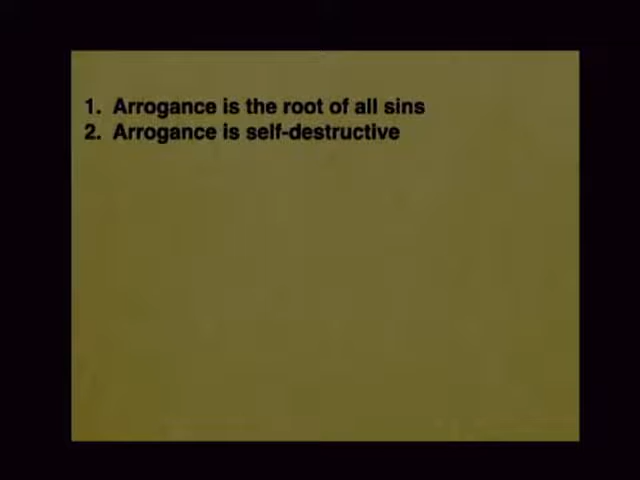 1. Arrogance is the root of all sins
2. Arrogance is self-destructive